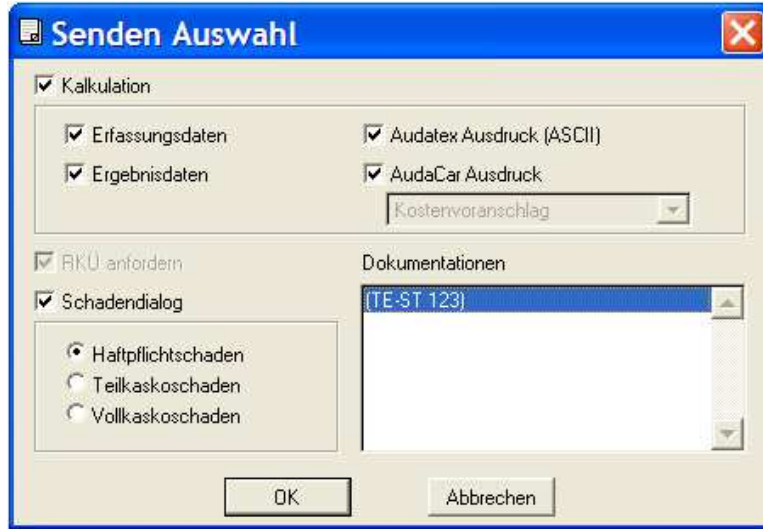 Senden Auswahl
Kalkulation
Erfassungsdaten
Audatex Ausdruck (ASCII)
Ergebnisdaten
AudaCar Ausdruck
Kostenvoranschlag
RKÜ anfordern
Dokumentationen
Schadendialog
(TE-ST 123)
Haftpflichtschaden
Teilkaskoschaden
Vollkaskoschaden
OK
Abbrechen